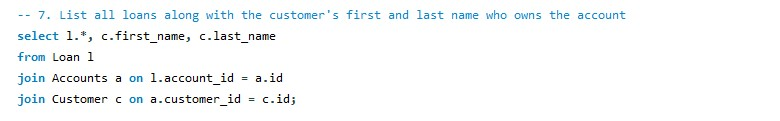 -- 7. List all loans along with the customer's first and last name who owns the account
select l.*, c.first_name, c.last_name
from Loan l
join Accounts a on l.account_id = a.id
join Customer c on a.customer_id = c.id;